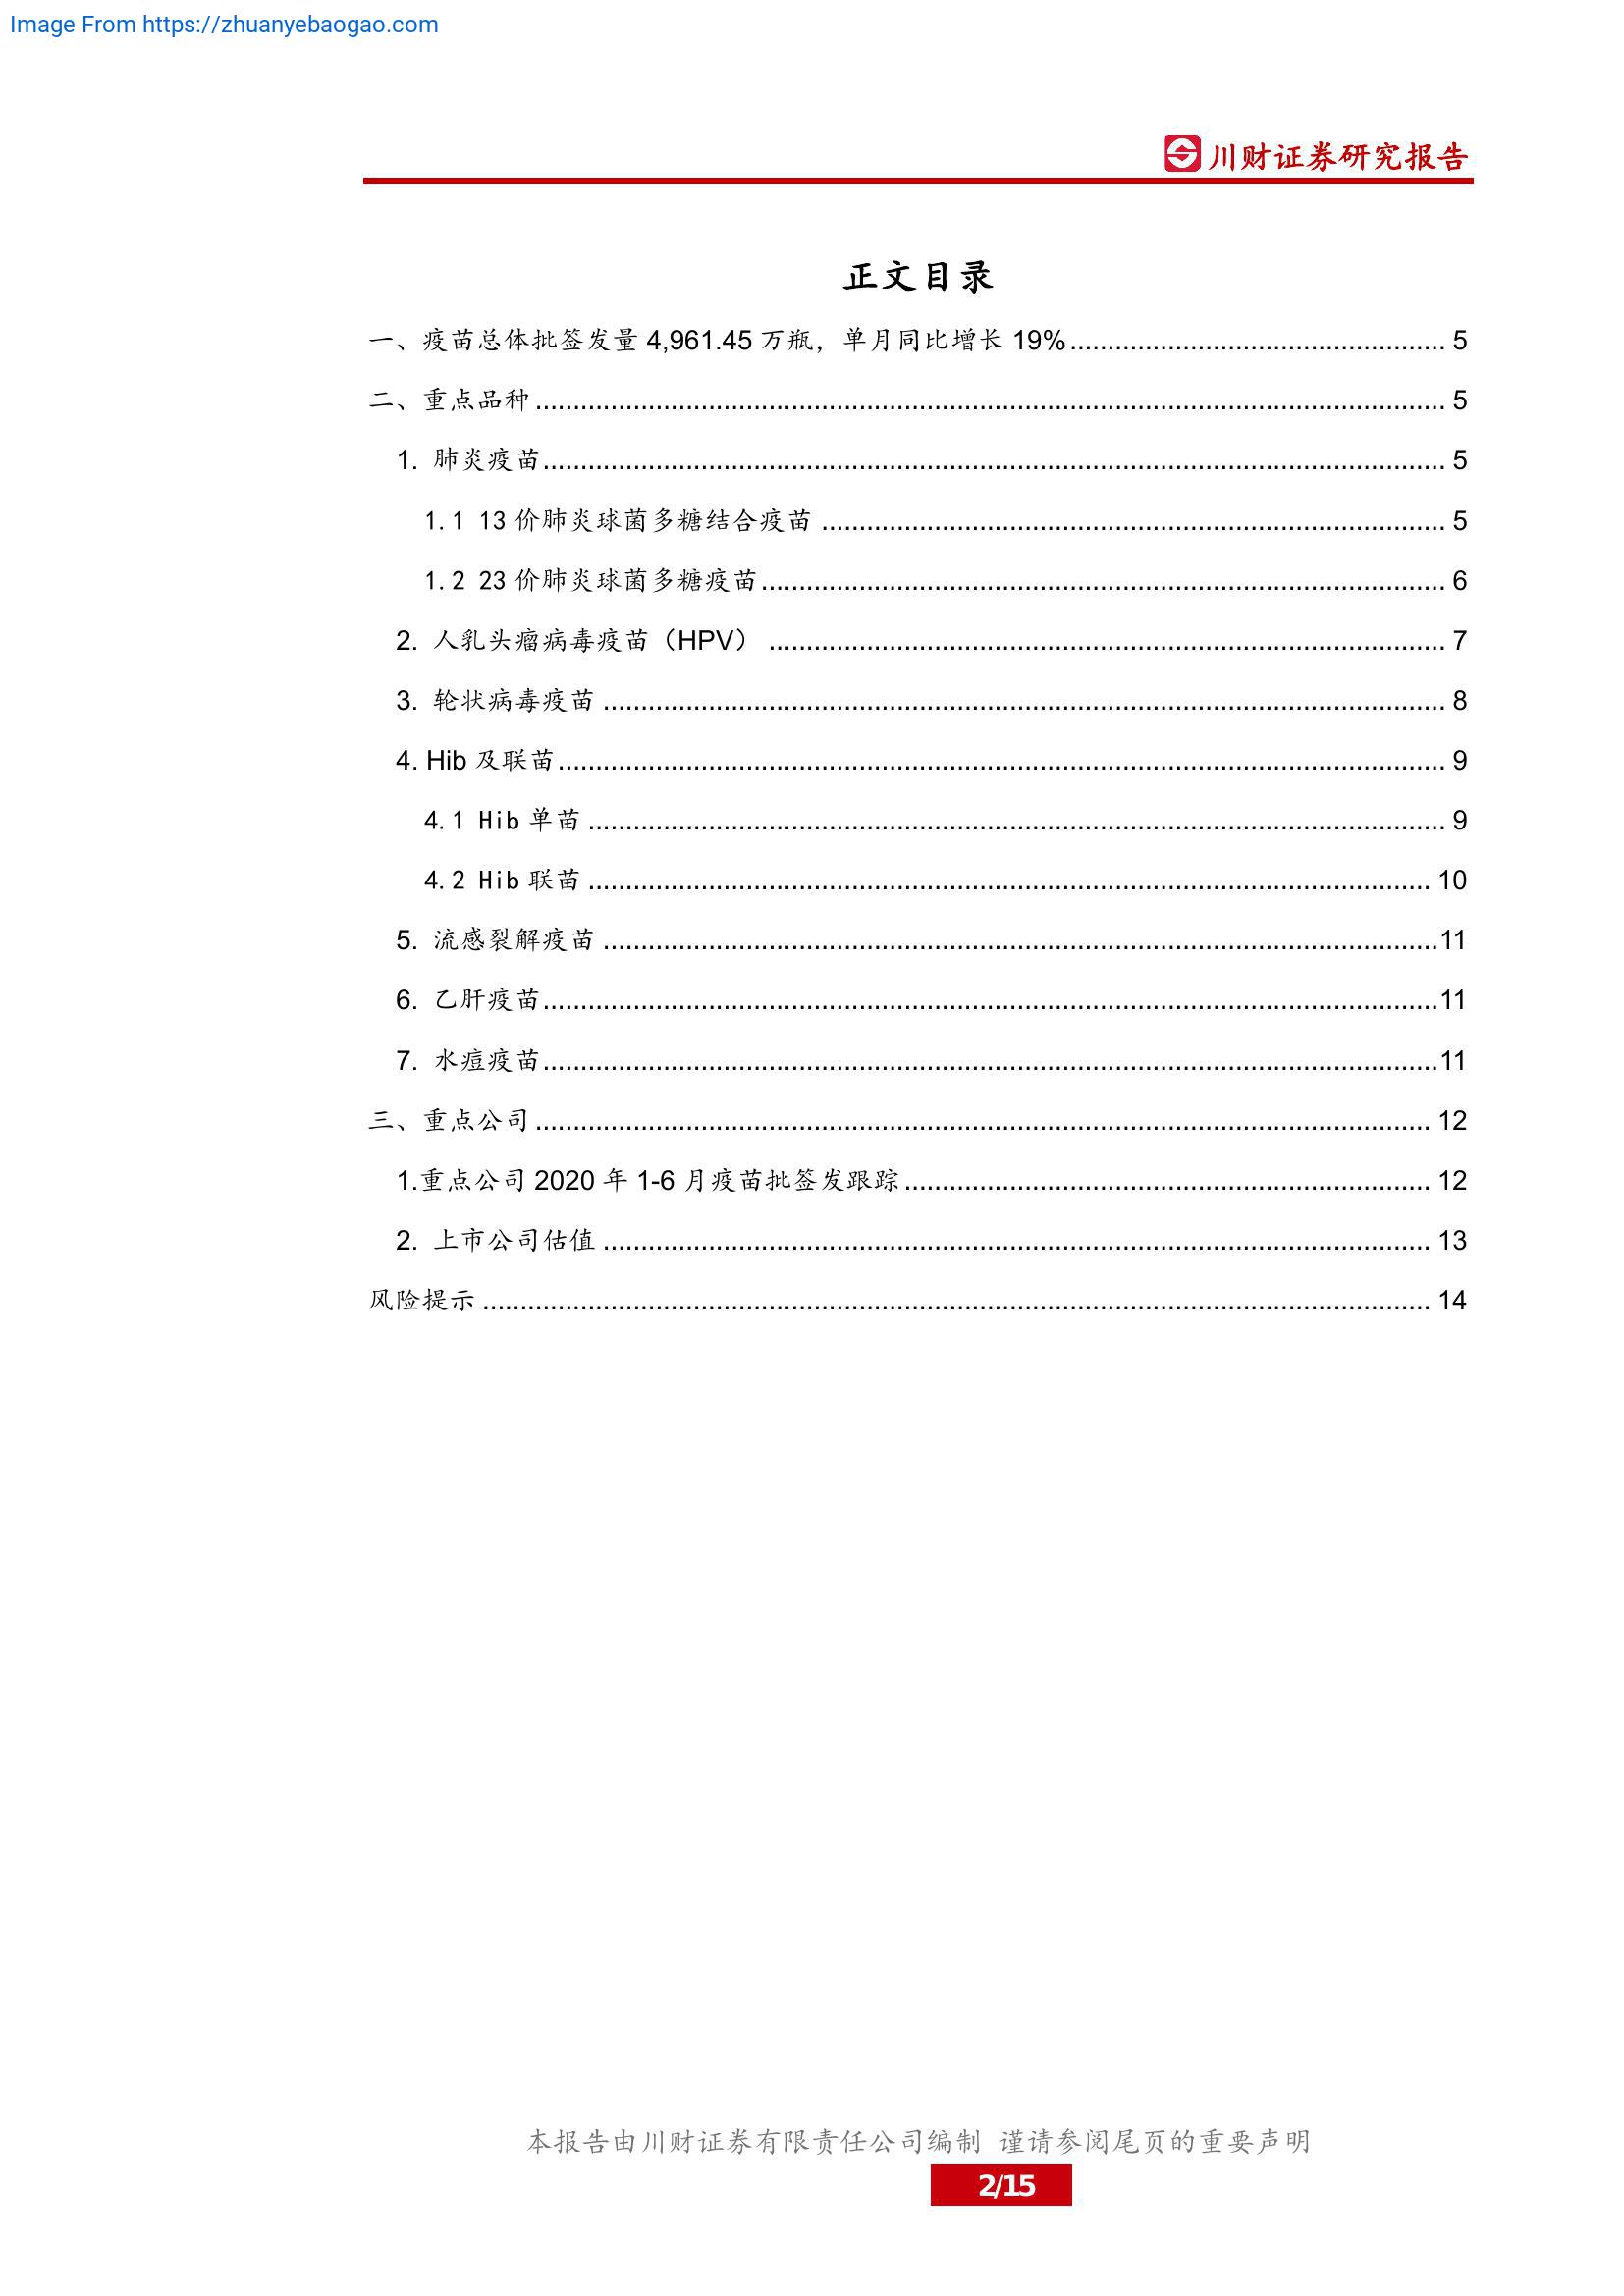 Image From https://zhuanyebaogao.com
川财证券研究报告
正文目录
一、疫苗总体批签发量 4,961.45 万瓶，单月同比增长 19% 5
二、重点品种 5
1. 肺炎疫苗 5
1.1 13 价肺炎球菌多糖结合疫苗 5
1.2 23 价肺炎球菌多糖疫苗 6
2. 人乳头瘤病毒疫苗（HPV） 7
3. 轮状病毒疫苗 8
4. Hib 及联苗 9
4.1 Hib 单苗 9
4.2 Hib 联苗 10
5. 流感裂解疫苗 11
6. 乙肝疫苗 11
7. 水痘疫苗 11
三、重点公司 12
1.重点公司 2020 年 1-6 月疫苗批签发跟踪 12
2. 上市公司估值 13
风险提示 14
本报告由川财证券有限责任公司编制 谨请参阅尾页的重要声明
2/15